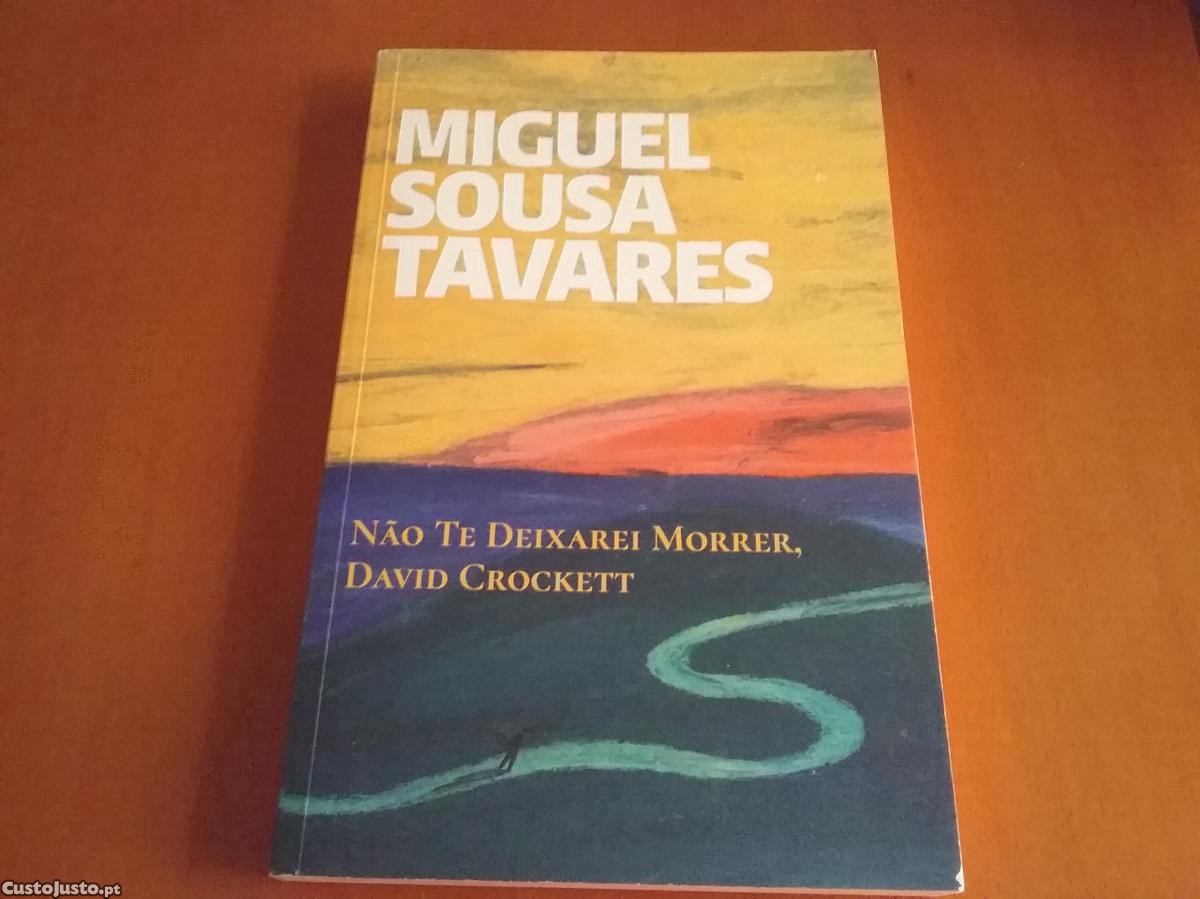 MIGUEL
SOUSA
TAVARES
NÃO TE DEIXAREI MORRER,
DAVID CROCKETT
CustoJusto.pt